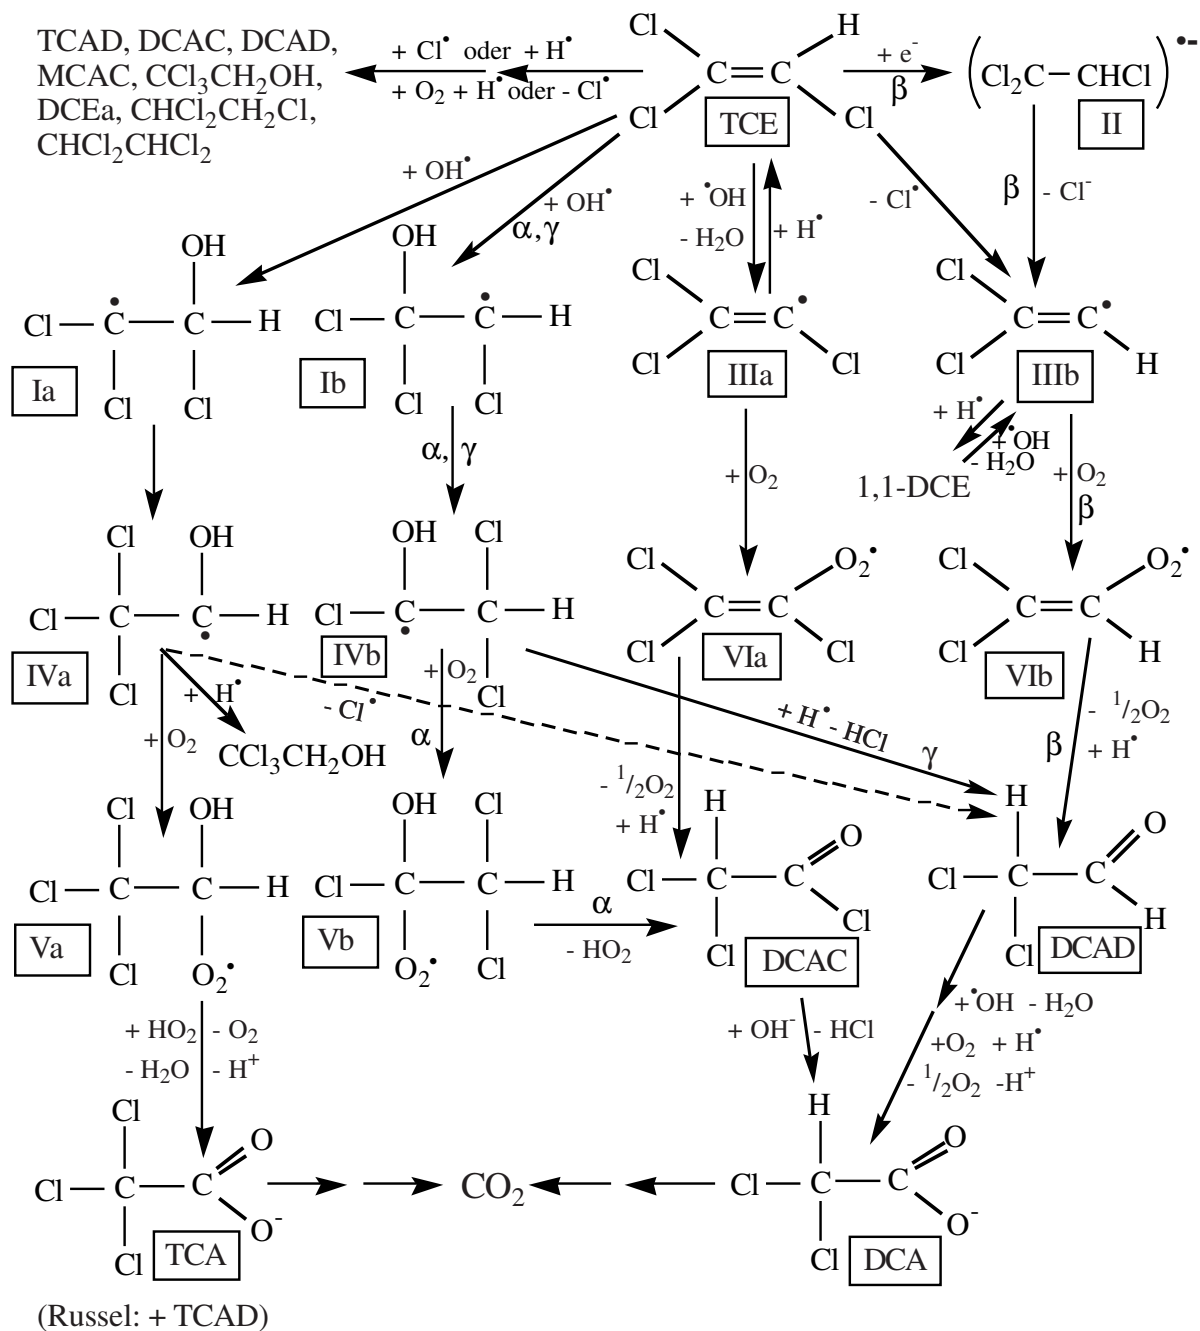 TCAD, DCAC, DCAD,
MCAC, CCl₃CH₂OH,
DCEa, CHCl₂CH₂Cl,
CHCl₂CHCl₂
+ Cl• oder + H•
+ O₂ + H• oder - Cl•
Cl H
C = C
Cl Cl
TCE
+ e⁻
β
(Cl₂C – CHCl) •-
II
+ OH•
+ OH•
α, γ
+ •OH
- H₂O
+ H•
- Cl•
β
- Cl⁻
OH
Cl – C• – C – H
Cl Cl
Ia
OH
Cl – C – C• – H
Cl Cl
Ib
Cl
C = C•
Cl Cl
IIIa
Cl
C = C•
Cl H
IIIb
+ H•
+ •OH
- H₂O
1,1-DCE
α, γ
+ O₂
+ O₂
β
Cl OH
Cl – C – C• – H
Cl
IVa
OH Cl
Cl – C• – C – H
Cl
IVb
Cl O₂•
C = C
Cl Cl
VIa
Cl O₂•
C = C
Cl H
VIb
+ H•
CCl₃CH₂OH
- Cl•
+ O₂
+ O₂
α
+ H• - HCl
γ
- ¹/₂O₂
+ H•
- ¹/₂O₂
β
+ H•
Cl OH
Cl – C – C – H
Cl O₂•
Va
OH Cl
Cl – C – C – H
O₂• Cl
Vb
α
- HO₂
H O
Cl – C – C
Cl Cl
DCAC
H O
Cl – C – C
Cl H
DCAD
+ HO₂ - O₂
- H₂O - H⁺
+ OH⁻ - HCl
+•OH - H₂O
+O₂ + H•
- ¹/₂O₂ -H⁺
Cl O
Cl – C – C
Cl O⁻
TCA
CO₂
H O
Cl – C – C
Cl O⁻
DCA
(Russel: + TCAD)